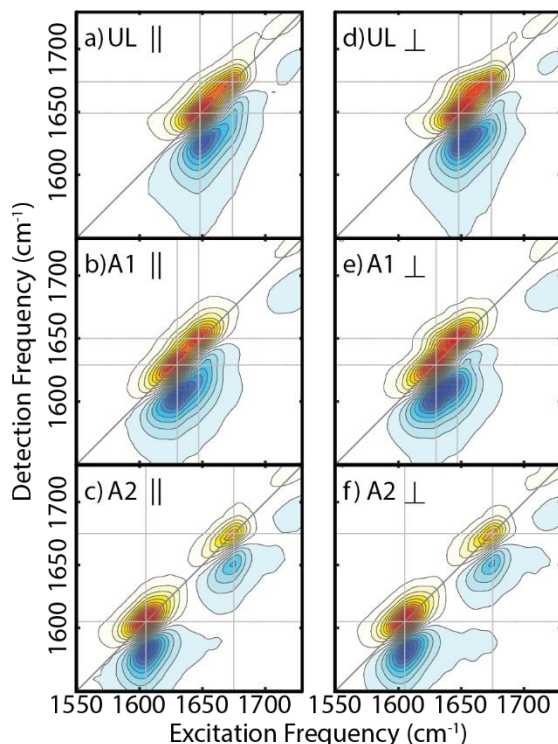 a) UL ||
d) UL ⊥
b) A1 ||
e) A1 ⊥
c) A2 ||
f) A2 ⊥
1700
1650
1600
1700
1650
1600
1700
1650
1600
1550 1600 1650 1700
1600 1650 1700
Detection Frequency (cm⁻¹)
Excitation Frequency (cm⁻¹)